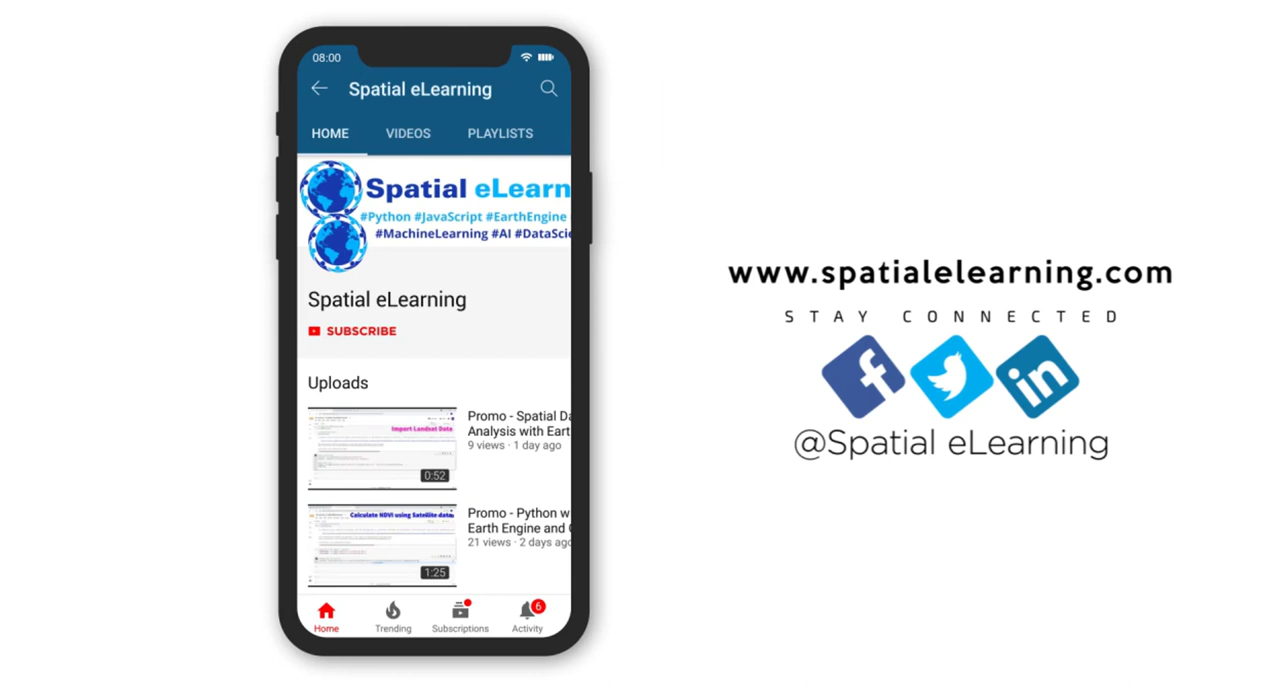 08:00
Spatial eLearning
HOME VIDEOS PLAYLISTS
Spatial eLearn
#Python #JavaScript #EarthEngine
#MachineLearning #AI #DataScie
Spatial eLearning
SUBSCRIBE
Uploads
Import Landsat Data
0:52
Promo - Spatial Da
Analysis with Eart
9 views · 1 day ago
Calculate NDVI using Satellite data
1:25
Promo - Python w
Earth Engine and
21 views · 2 days ago
6
Home Trending Subscriptions Activity
www.spatialelearning.com
STAY CONNECTED
f in
@Spatial eLearning